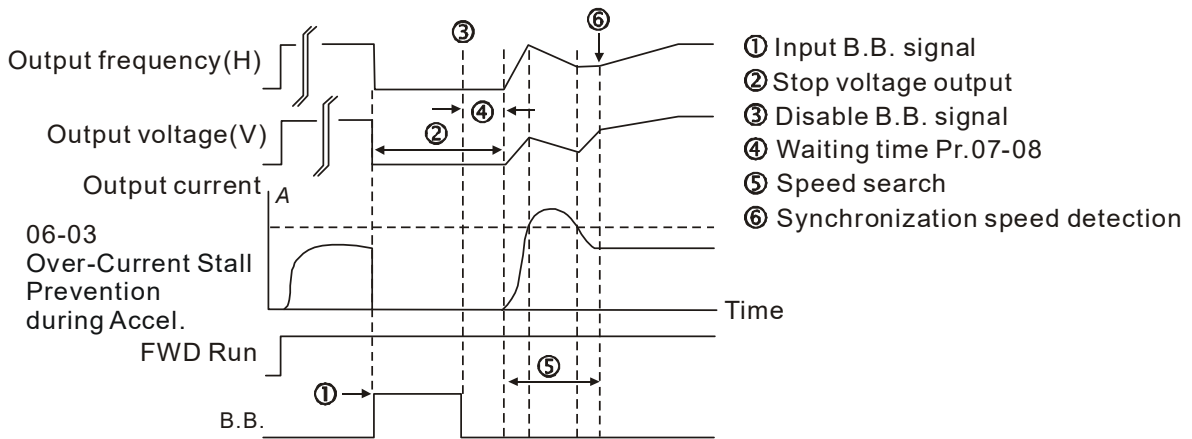 ⑥
③
Output frequency(H)
④
Output voltage(V)
②
Output current
A
06-03
Over-Current Stall
Prevention
during Accel.
Time
FWD Run
⑤
①
B.B.
① Input B.B. signal
② Stop voltage output
③ Disable B.B. signal
④ Waiting time Pr.07-08
⑤ Speed search
⑥ Synchronization speed detection